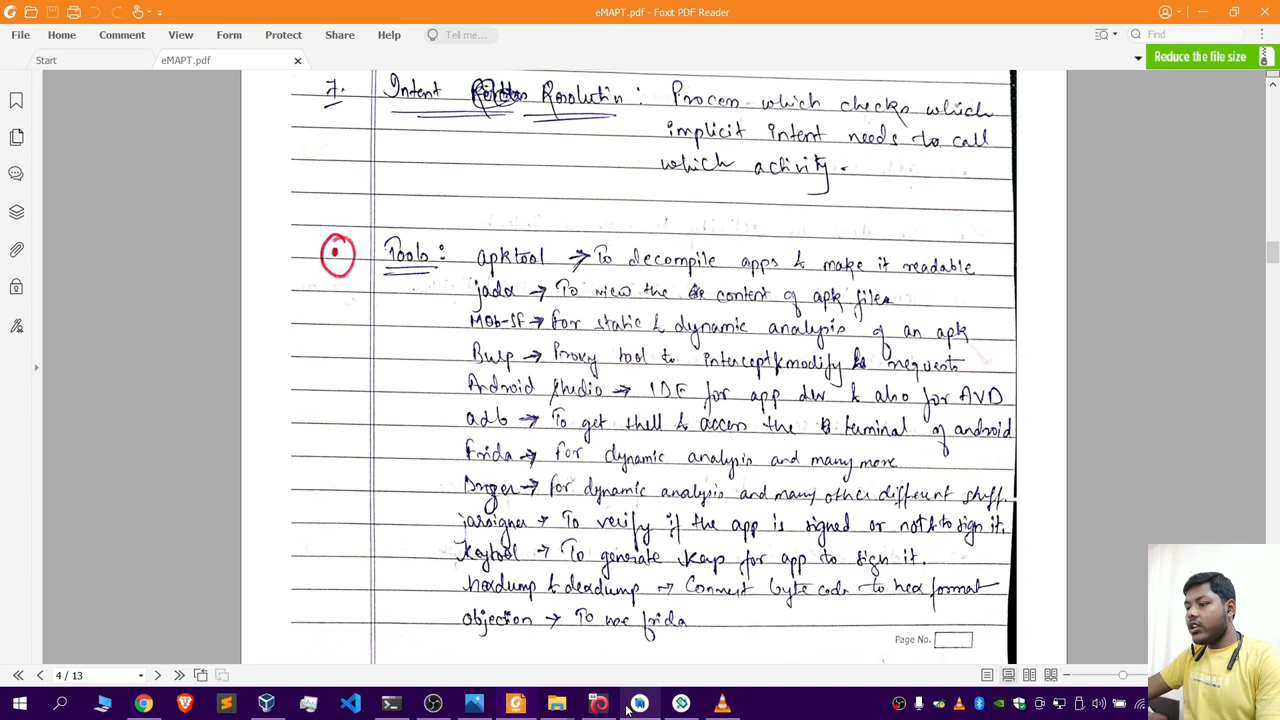 eMAPT.pdf - Foxit PDF Reader
File Home Comment View Form Protect Share Help Tell me... Find
Start eMAPT.pdf Reduce the file size
7. Intent Resolution : Process which checks which
implicit intent needs to call
which activity.
Tools : apktool → To decompile apps & make it readable
jadx → To view the content of apk files
Mob-SF → for static & dynamic analysis of an apk
Burp → Proxy tool to intercept/modify requests
Android studio → IDE for app dev & also for AVD
adb → To get shell & access the terminal of android
Frida → for dynamic analysis and many more
→ for dynamic analysis and many other different stuff.
jarsigner → To verify if the app is signed or not & to sign it.
Keytool → To generate keys for app to sign it.
hexdump & dexdump → Convert byte code to hex format
objection → To use frida
Page No.
4 / 13